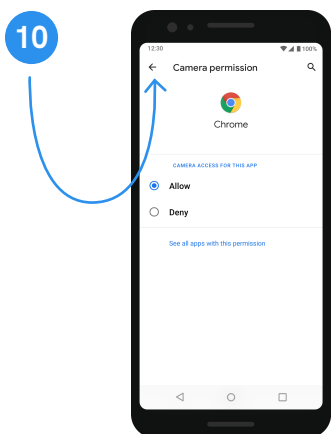 10
12:30 100%
Camera permission
Chrome
CAMERA ACCESS FOR THIS APP
Allow
Deny
See all apps with this permission